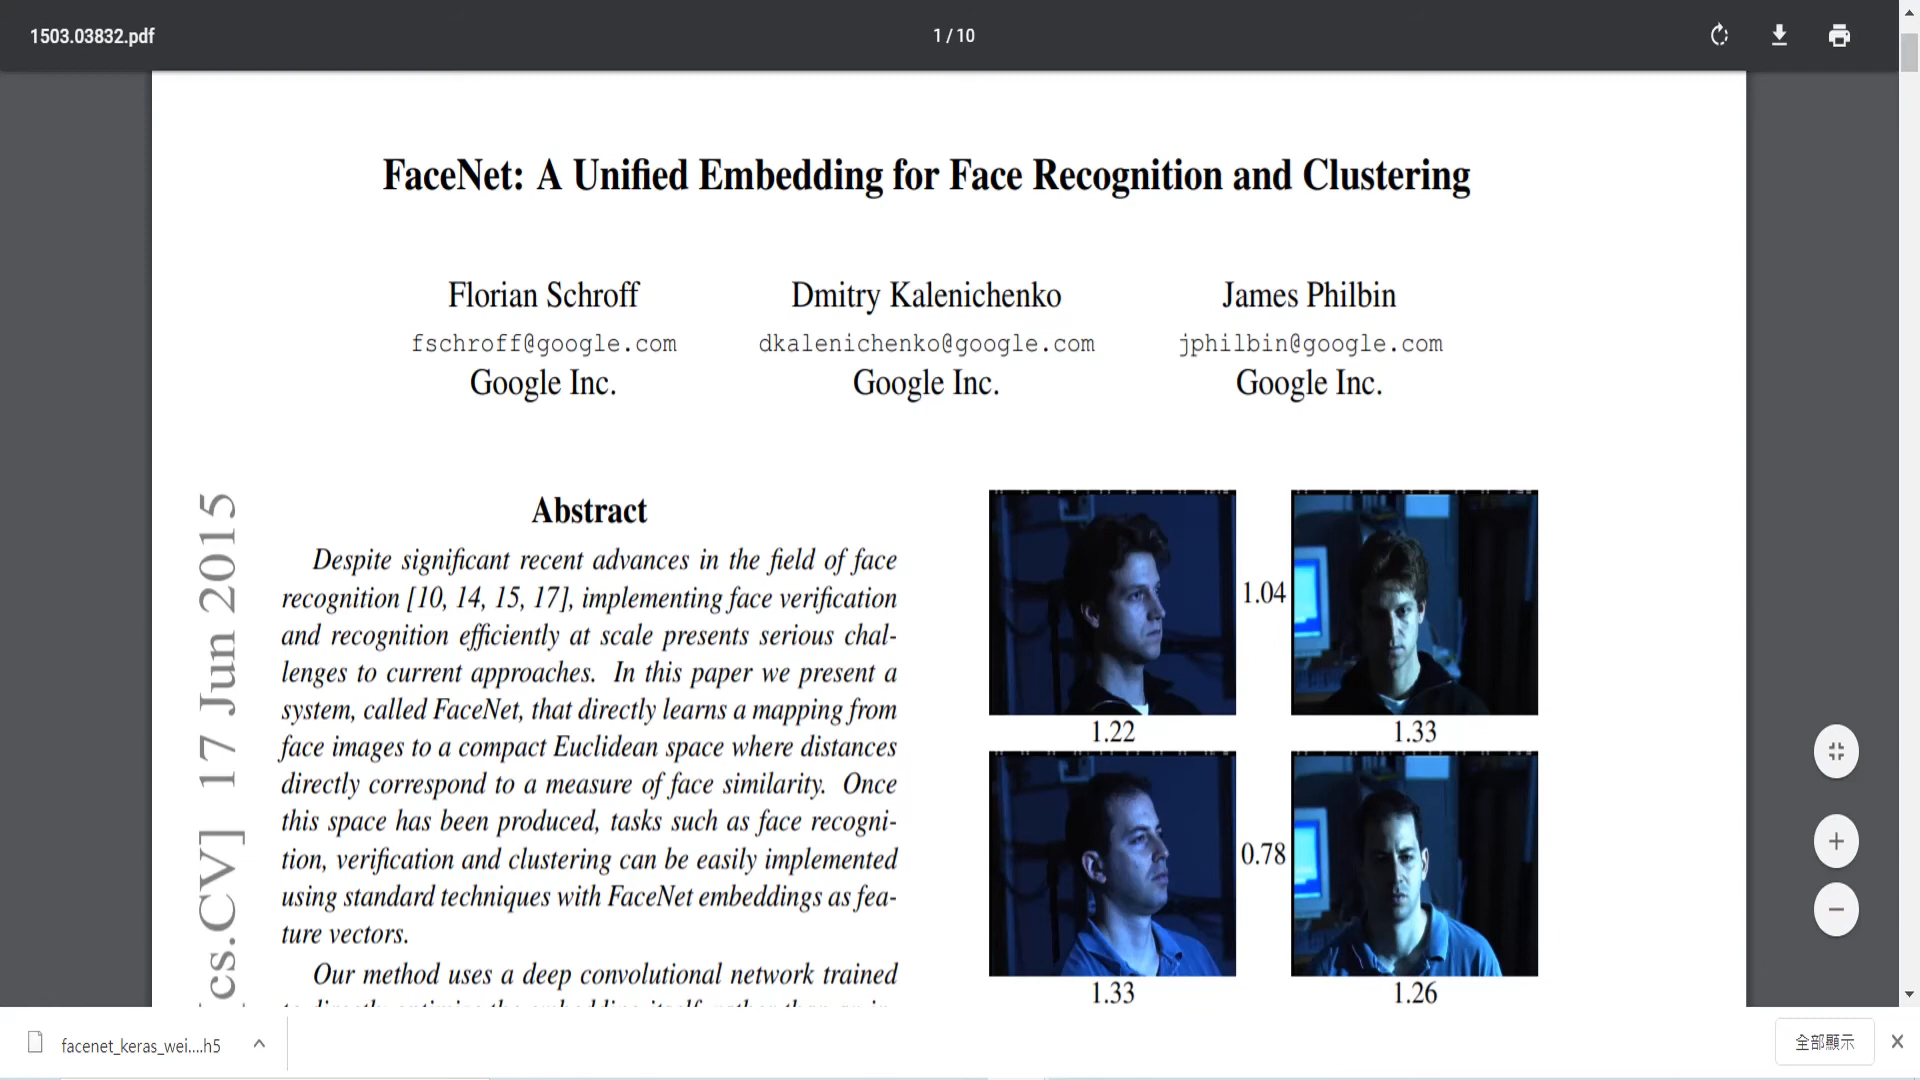 1503.03832.pdf
1 / 10
FaceNet: A Unified Embedding for Face Recognition and Clustering
Florian Schroff
fschroff@google.com
Google Inc.
Dmitry Kalenichenko
dkalenichenko@google.com
Google Inc.
James Philbin
jphilbin@google.com
Google Inc.
cs.CV] 17 Jun 2015
Abstract
Despite significant recent advances in the field of face
recognition [10, 14, 15, 17], implementing face verification
and recognition efficiently at scale presents serious chal-
lenges to current approaches. In this paper we present a
system, called FaceNet, that directly learns a mapping from
face images to a compact Euclidean space where distances
directly correspond to a measure of face similarity. Once
this space has been produced, tasks such as face recogni-
tion, verification and clustering can be easily implemented
using standard techniques with FaceNet embeddings as fea-
ture vectors.
Our method uses a deep convolutional network trained
1.04
1.22
1.33
0.78
1.33
1.26
facenet_keras_wei....h5
全部顯示